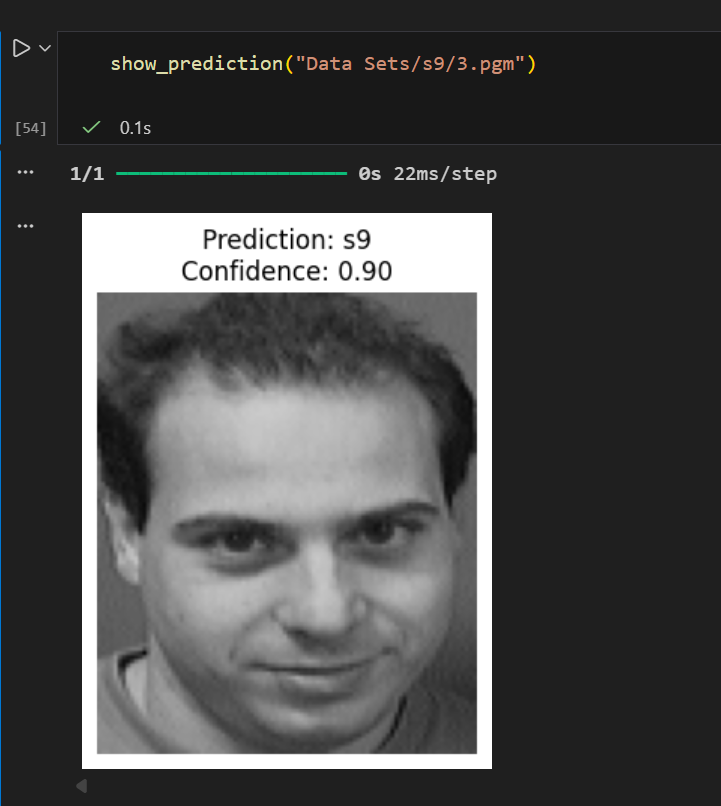 show_prediction("Data Sets/s9/3.pgm")
[54]
0.1s
1/1 0s 22ms/step
Prediction: s9
Confidence: 0.90